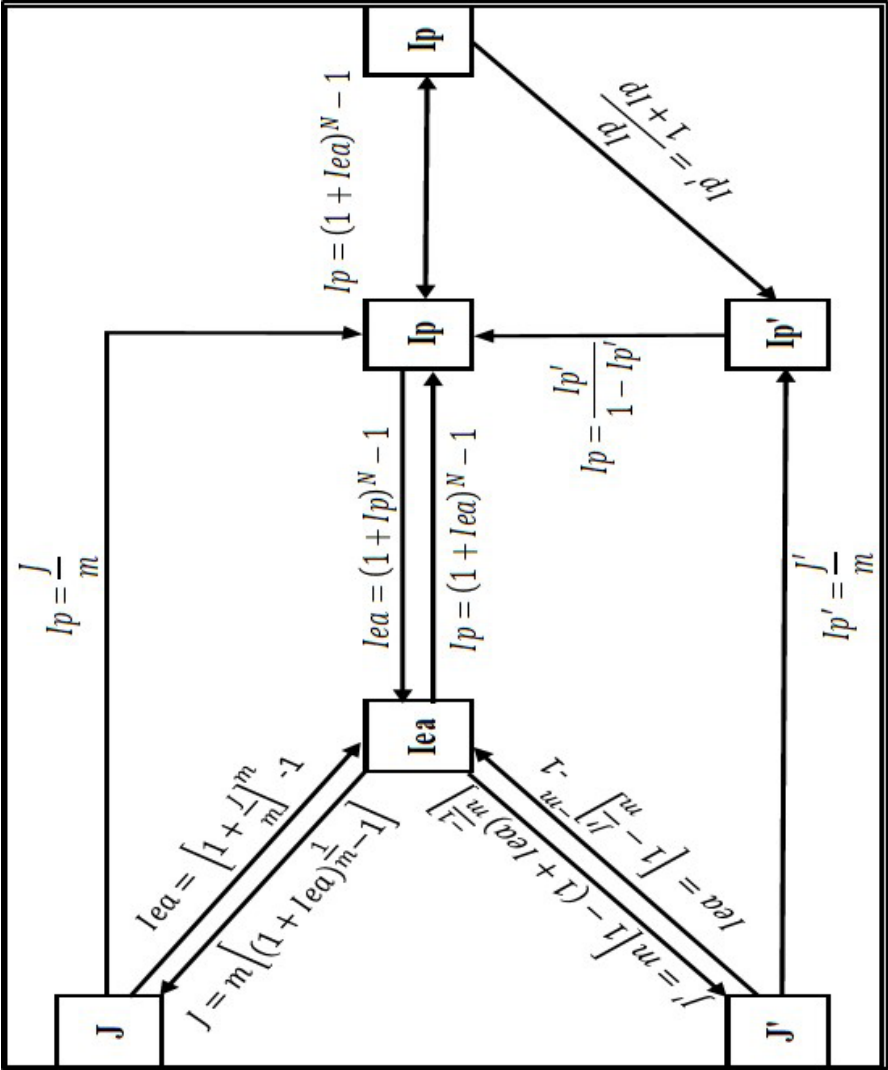 Ip = J/m
J
Iea = [1 + J/m]^m -1
J = m[(1 + Iea)^(1/m) − 1]
Iea
Iea = (1 + Ip)^N − 1
Ip = (1 + Iea)^N − 1
Ip
Ip = (1 + Iea)^N − 1
Ip
J' = m[1 − (1 + Iea)^(−1/m)]
Iea = [1 − J'/m]^(−m) -1
Ip = Ip'/(1 − Ip')
Ip' = Ip/(1 + Ip)
J'
Ip'
Ip' = J'/m